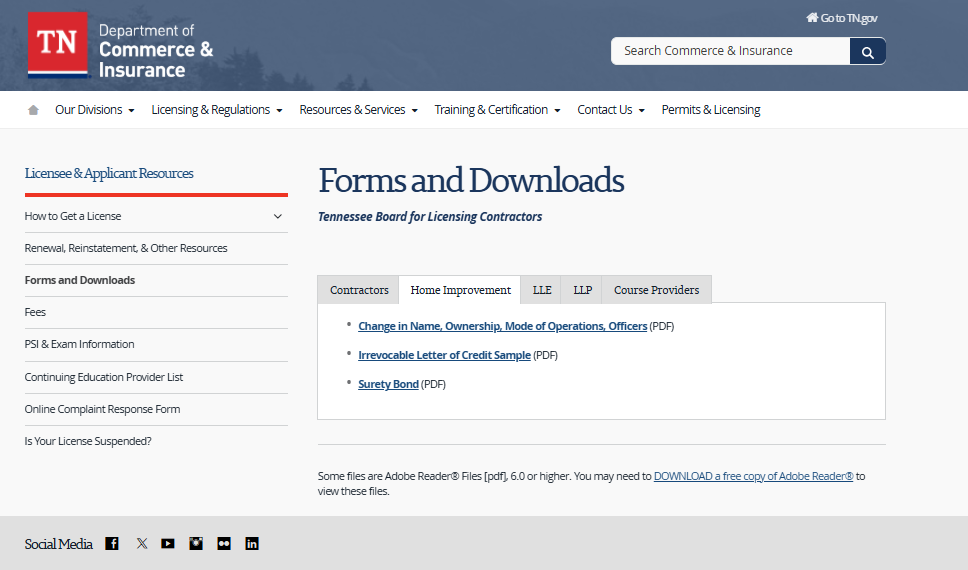 Go to TN.gov
TN
Department of
Commerce &
Insurance
Search Commerce & Insurance
Our Divisions
Licensing & Regulations
Resources & Services
Training & Certification
Contact Us
Permits & Licensing
Licensee & Applicant Resources
How to Get a License
Renewal, Reinstatement, & Other Resources
Forms and Downloads
Fees
PSI & Exam Information
Continuing Education Provider List
Online Complaint Response Form
Is Your License Suspended?
Forms and Downloads
Tennessee Board for Licensing Contractors
Contractors
Home Improvement
LLE
LLP
Course Providers
• Change in Name, Ownership, Mode of Operations, Officers (PDF)
• Irrevocable Letter of Credit Sample (PDF)
• Surety Bond (PDF)
Some files are Adobe Reader® Files [pdf], 6.0 or higher. You may need to DOWNLOAD a free copy of Adobe Reader® to
view these files.
Social Media